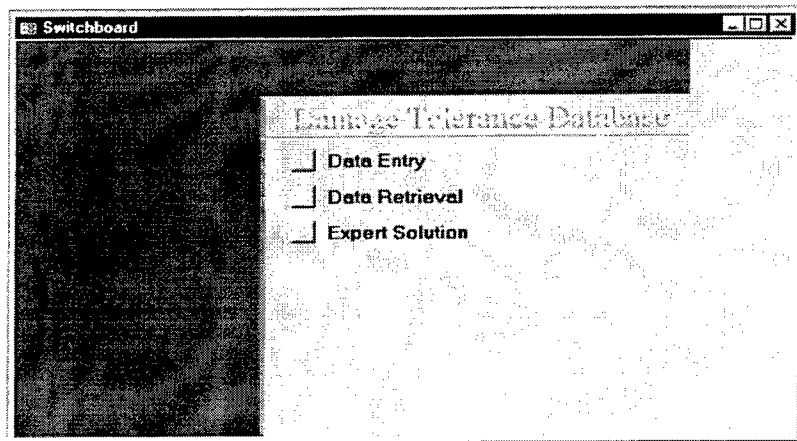 Switchboard
Damage Tolerance Database
Data Entry
Data Retrieval
Expert Solution